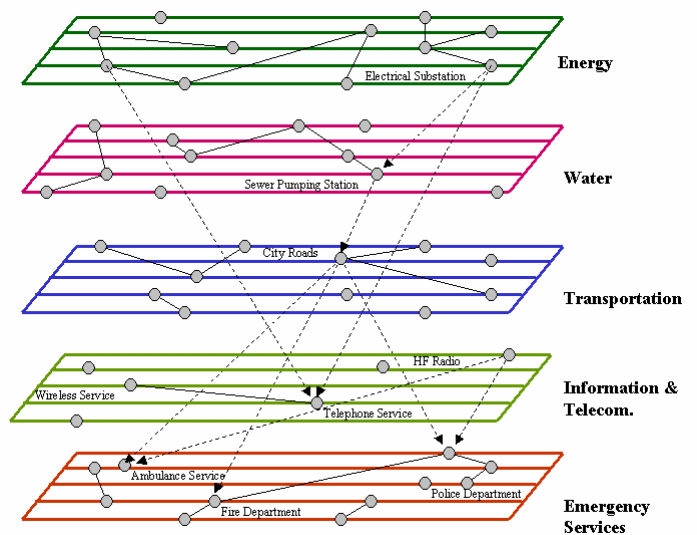 Electrical Substation
Energy
Sewer Pumping Station
Water
City Roads
Transportation
HF Radio
Wireless Service
Telephone Service
Information &
Telecom.
Ambulance Service
Police Department
Fire Department
Emergency
Services